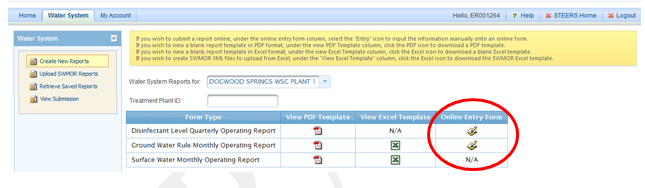 Home Water System My Account Hello, ER001264 ? Help STEERS Home Logout
Water System
Create New Reports
Upload SWMOR Reports
Retrieve Saved Reports
View Submission
If you wish to submit a report online, under the online entry form column, select the "Entry" icon to input the information manually onto an online form.
If you wish to view a blank report template in PDF format, under the view PDF Template column, click the PDF icon to download a PDF template.
If you wish to view a blank report template in Excel format, under the view Excel Template column, click the Excel icon to download a blank Excel template.
If you wish to create SWMOR XML files to upload from Excel, under the "View Excel Template" column, click the Excel icon to download the SWMOR Excel template.
Water System Reports for: DOGWOOD SPRINGS WSC PLANT 1
Treatment Plant ID:
Form Type View PDF Template View Excel Template Online Entry Form
Disinfectant Level Quarterly Operating Report N/A
Ground Water Rule Monthly Operating Report
Surface Water Monthly Operating Report N/A